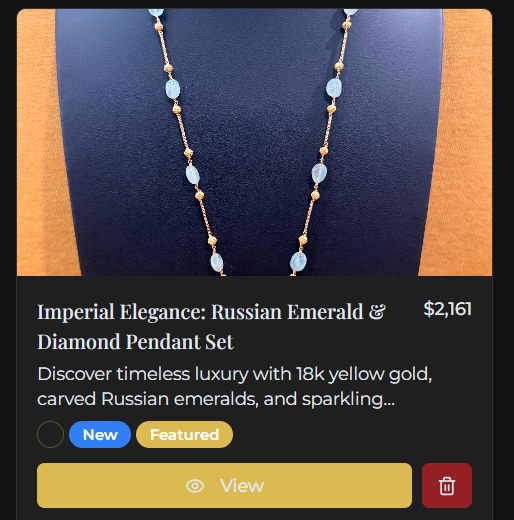 Imperial Elegance: Russian Emerald &
$2,161
Diamond Pendant Set
Discover timeless luxury with 18k yellow gold,
carved Russian emeralds, and sparkling...
New
Featured
View